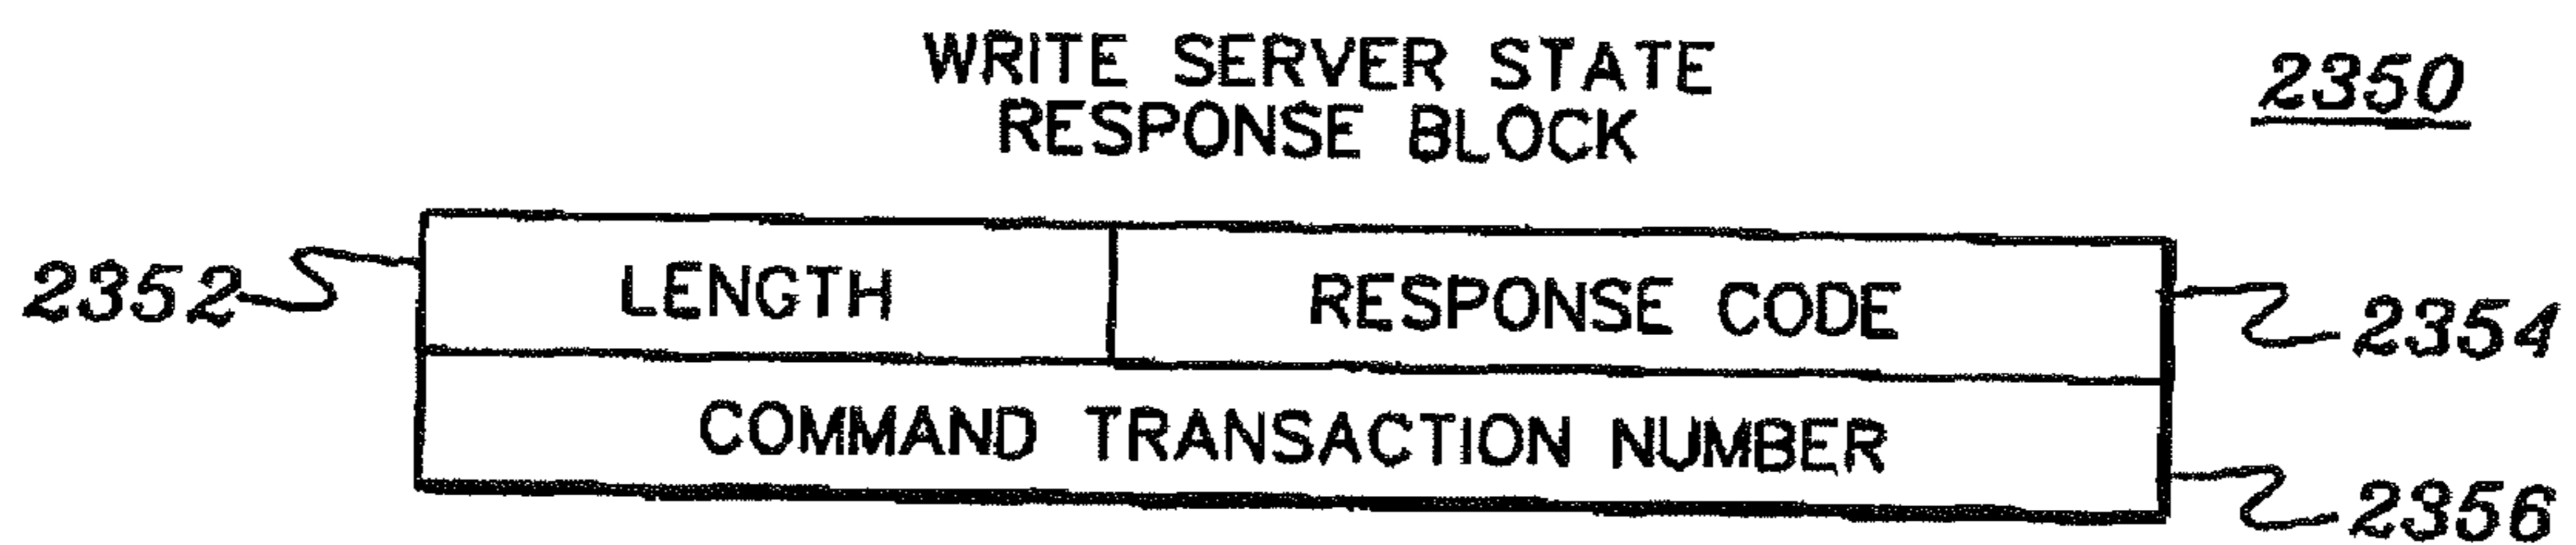 WRITE SERVER STATE
RESPONSE BLOCK
2350
2352 LENGTH RESPONSE CODE 2354
COMMAND TRANSACTION NUMBER 2356